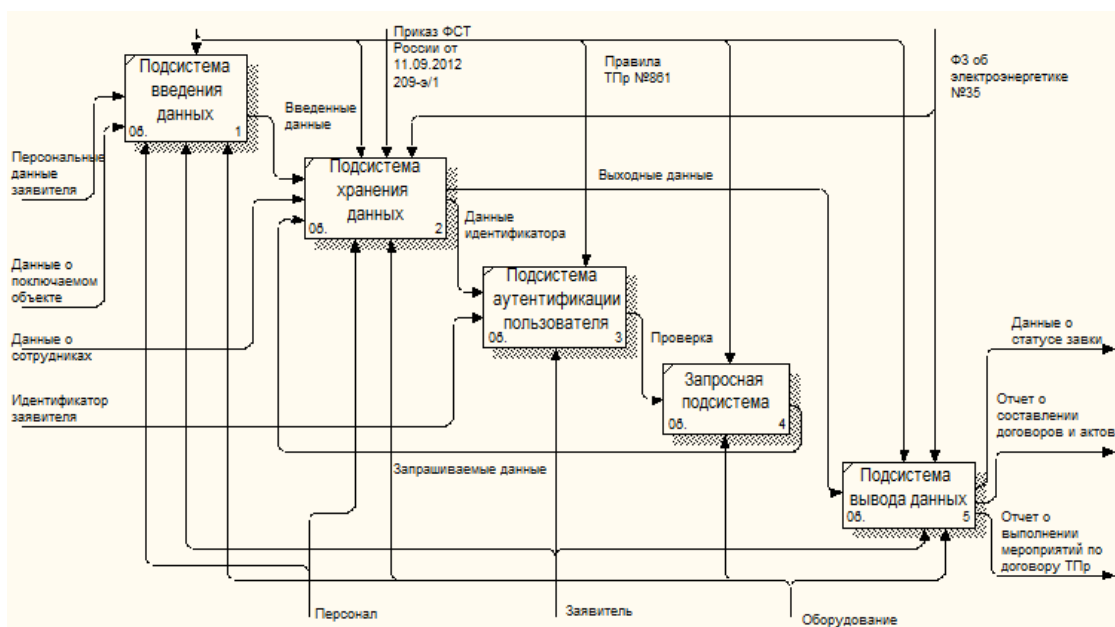 Приказ ФСТ
России от
11.09.2012
209-э/1
Правила
ТПр №861
ФЗ об
электроэнергетике
№35
Подсистема
введения
данных
0б. 1
Введенные
данные
Персональные
данные
заявителя
Подсистема
хранения
данных
0б. 2
Выходные данные
Данные
идентификатора
Данные о
поключаемом
объекте
Подсистема
аутентификации
пользователя
0б. 3
Данные о
сотрудниках
Проверка
Данные о
статусе завки
Запросная
подсистема
0б. 4
Идентификатор
заявителя
Отчет о
составлении
договоров и актов
Запрашиваемые данные
Подсистема
вывода данных
0б. 5
Отчет о
выполнении
мероприятий по
договору ТПр
Персонал
Заявитель
Оборудование